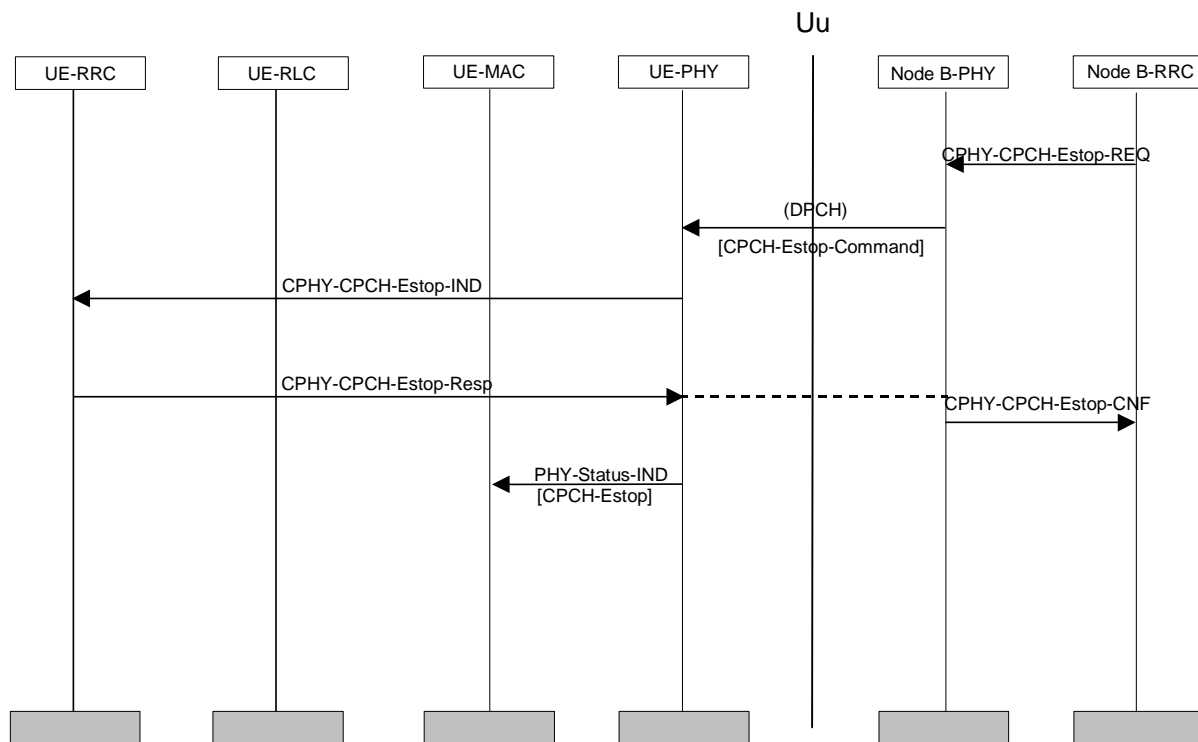 Uu
UE-RRC
UE-RLC
UE-MAC
UE-PHY
Node B-PHY
Node B-RRC
CPHY-CPCH-Estop-REQ
(DPCH)
[CPCH-Estop-Command]
CPHY-CPCH-Estop-IND
CPHY-CPCH-Estop-Resp
CPHY-CPCH-Estop-CNF
PHY-Status-IND
[CPCH-Estop]